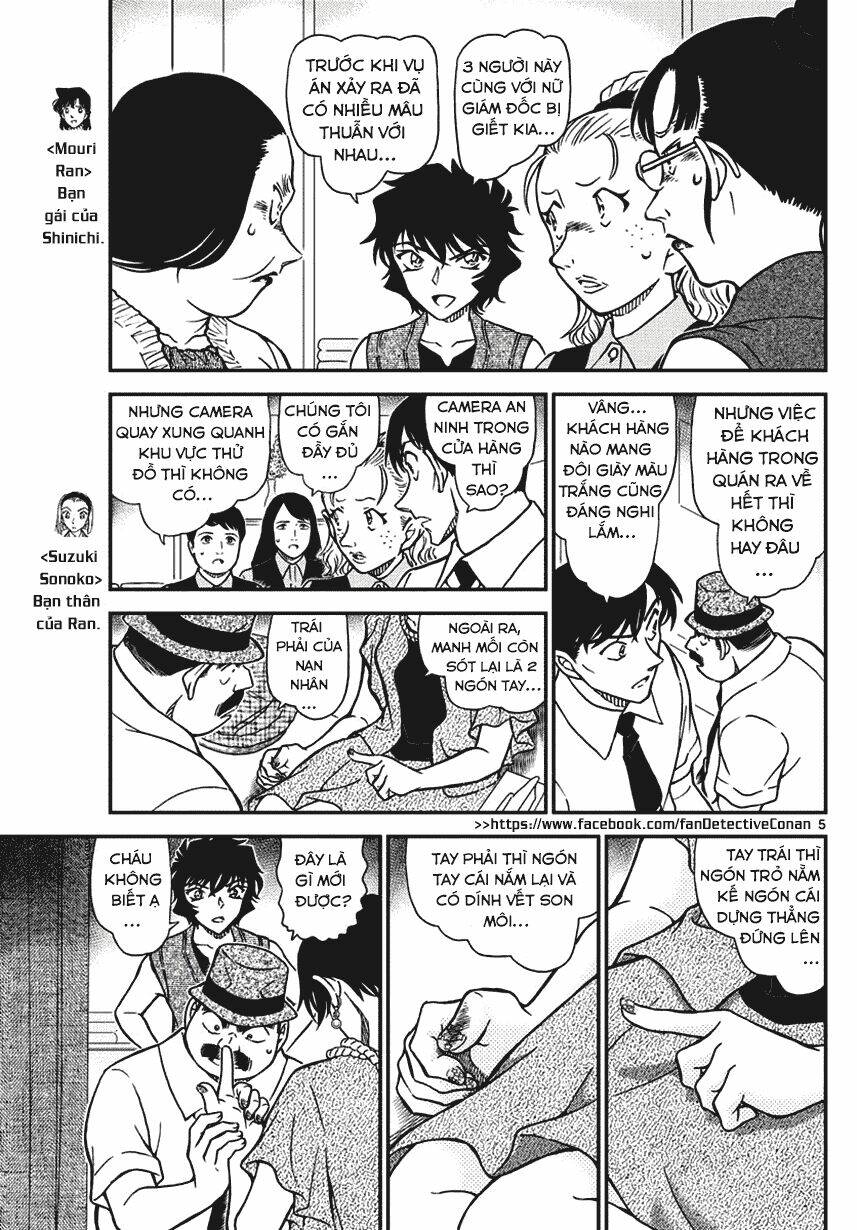 3 NGƯỜI NÀY
CÙNG VỚI NỮ
GIÁM ĐỐC BỊ
GIẾT KIA...
TRƯỚC KHI VỤ
ÁN XẢY RA ĐÃ
CÓ NHIỀU MÂU
THUẪN VỚI
NHAU...
<Mouri
Ran>
Bạn
gái của
Shinichi.
NHƯNG VIỆC
ĐỂ KHÁCH
HÀNG TRONG
QUÁN RA VỀ
HẾT THÌ
KHÔNG
HAY ĐÂU
...
VÂNG...
KHÁCH HÀNG
NÀO MANG
ĐÔI GIÀY MÀU
TRẮNG CŨNG
ĐÁNG NGHI
LẮM...
CAMERA AN
NINH TRONG
CỬA HÀNG
THÌ
SAO?
CHÚNG TÔI
CÓ GẮN
ĐẦY ĐỦ
...
NHƯNG CAMERA
QUAY XUNG QUANH
KHU VỰC THỬ
ĐỒ THÌ KHÔNG
CÓ...
<Suzuki
Sonoko>
Bạn thân
của Ran.
NGOÀI RA,
MANH MỐI CÒN
SÓT LẠI LÀ 2
NGÓN TAY...
TRÁI
PHẢI CỦA
NẠN
NHÂN
...
>>https://www.facebook.com/fanDetectiveConan 5
TAY TRÁI THÌ
NGÓN TRỎ NẰM
KẾ NGÓN CÁI
DỰNG THẲNG
ĐỨNG LÊN
...
TAY PHẢI THÌ NGÓN
TAY CÁI NẮM LẠI VÀ
CÓ DÍNH VẾT SON
MÔI...
ĐÂY LÀ
GÌ MỚI
ĐƯỢC?
CHÁU
KHÔNG
BIẾT Ạ
...